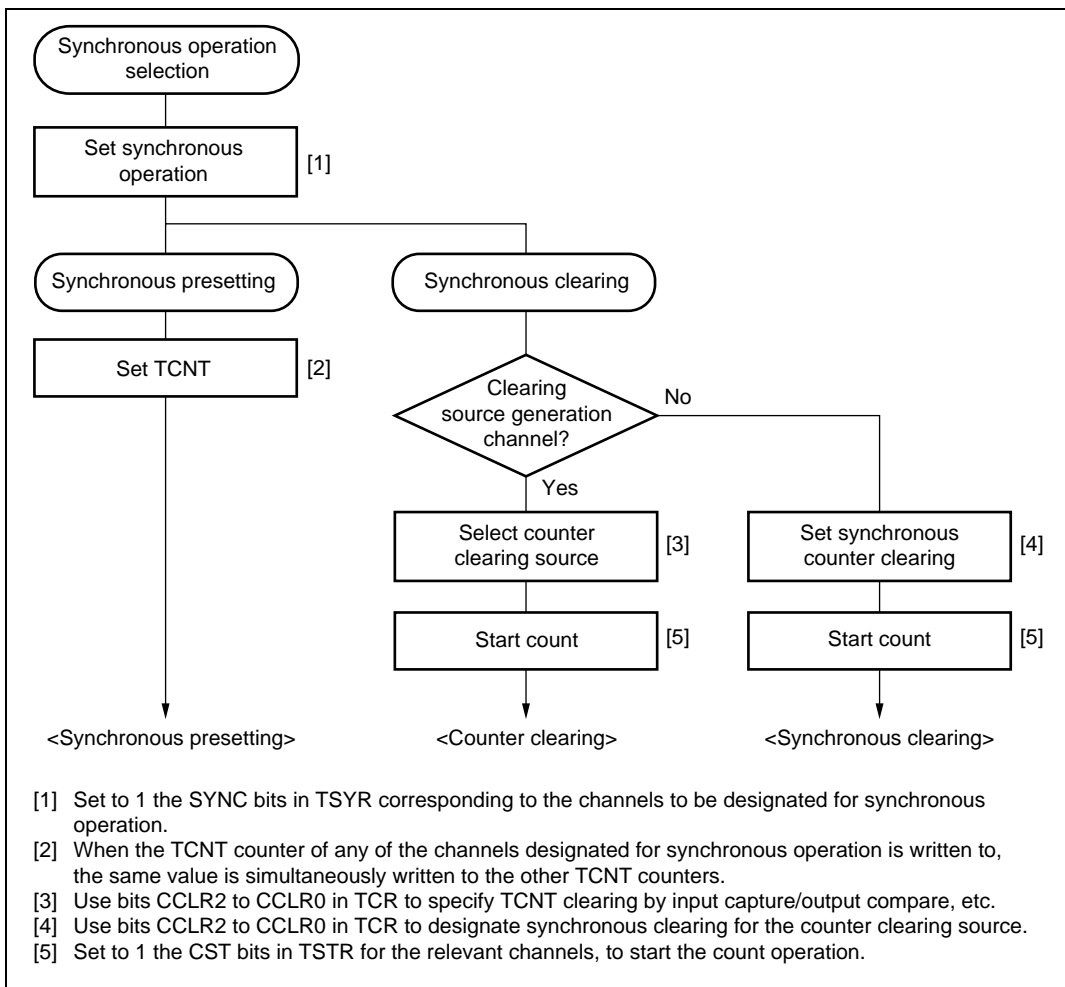 Synchronous operation
selection
Set synchronous
operation
[1]
Synchronous presetting
Synchronous clearing
Set TCNT
[2]
Clearing
source generation
channel?
No
Yes
Select counter
clearing source
[3]
Set synchronous
counter clearing
[4]
Start count
[5]
Start count
[5]
<Synchronous presetting>
<Counter clearing>
<Synchronous clearing>
[1] Set to 1 the SYNC bits in TSYR corresponding to the channels to be designated for synchronous
operation.
[2] When the TCNT counter of any of the channels designated for synchronous operation is written to,
the same value is simultaneously written to the other TCNT counters.
[3] Use bits CCLR2 to CCLR0 in TCR to specify TCNT clearing by input capture/output compare, etc.
[4] Use bits CCLR2 to CCLR0 in TCR to designate synchronous clearing for the counter clearing source.
[5] Set to 1 the CST bits in TSTR for the relevant channels, to start the count operation.